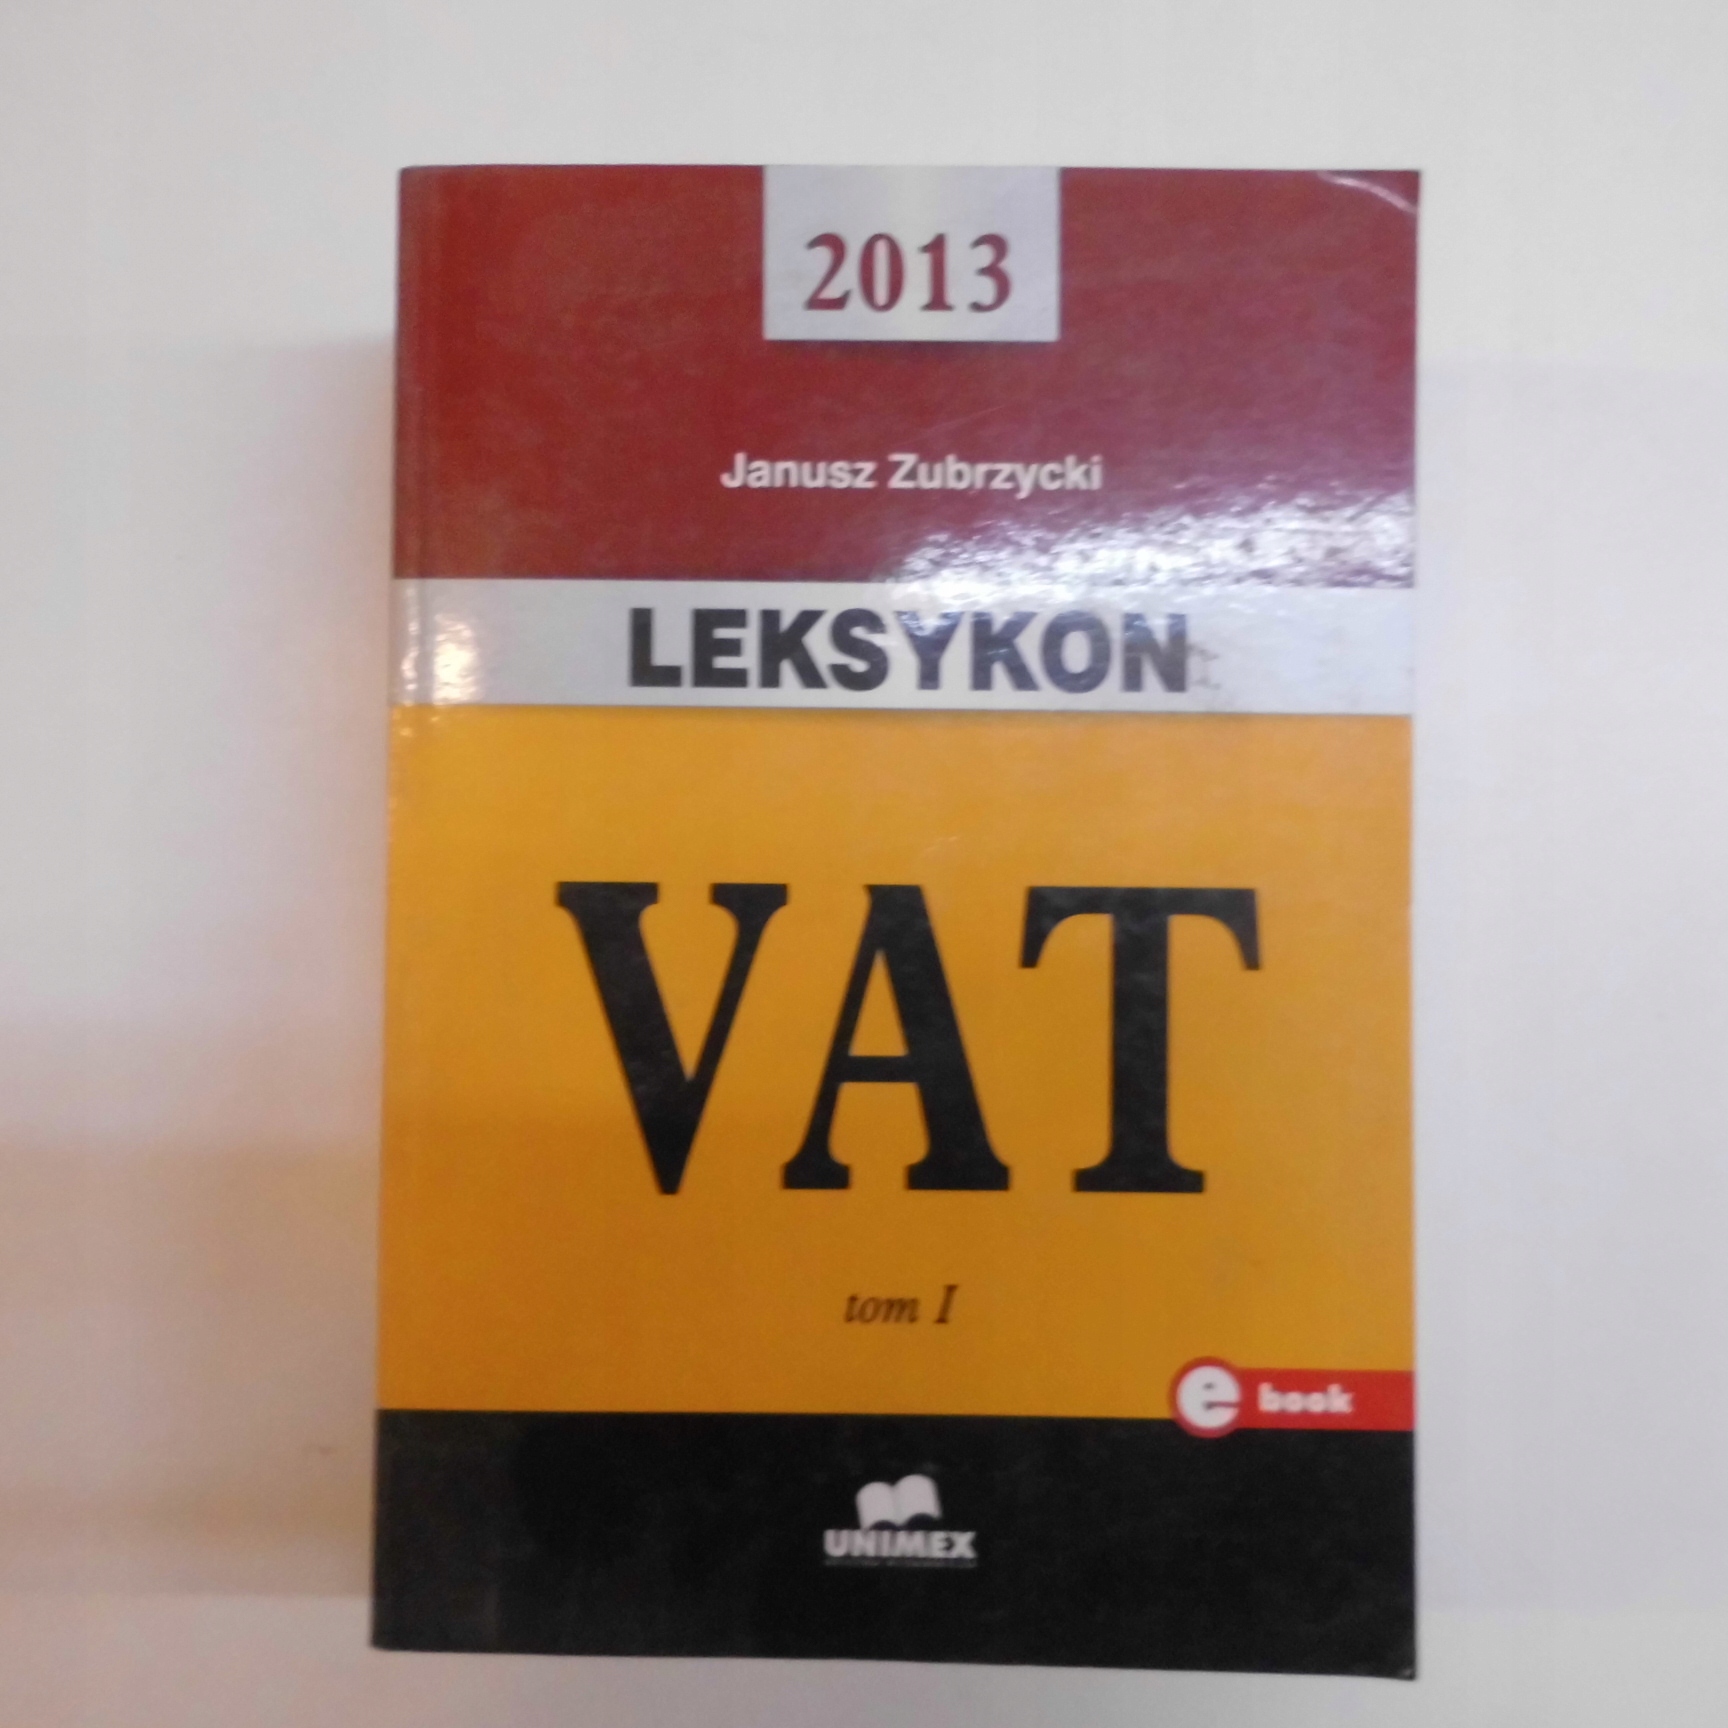 2013
Janusz Zubrzycki
LEKSYKON
VAT
tom I
e book
UNIMEX